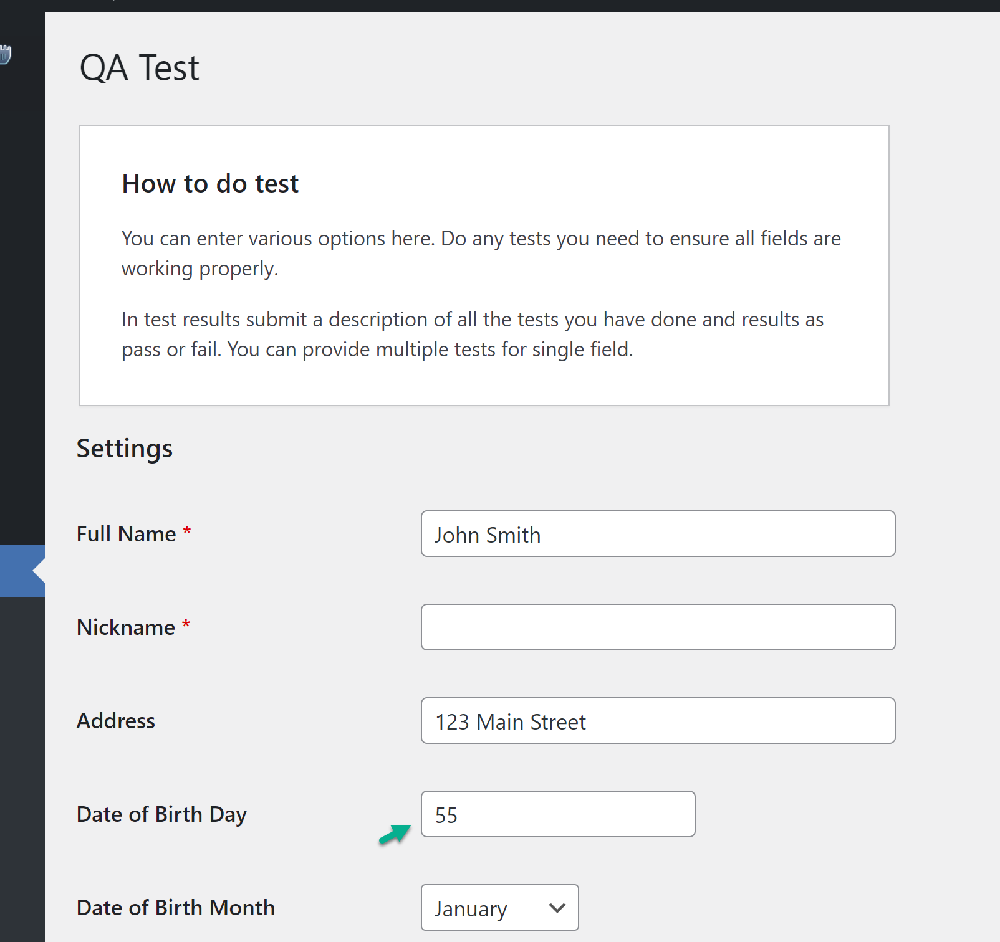 QA Test
How to do test
You can enter various options here. Do any tests you need to ensure all fields are
working properly.
In test results submit a description of all the tests you have done and results as
pass or fail. You can provide multiple tests for single field.
Settings
Full Name *
John Smith
Nickname *
Address
123 Main Street
Date of Birth Day
55
Date of Birth Month
January